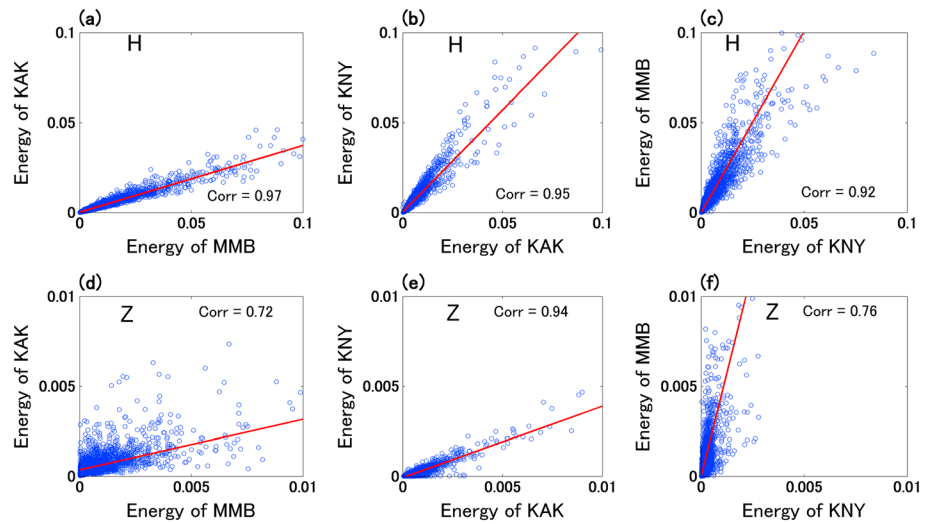 (a)
H
0.1
0.05
0
Energy of KAK
Corr = 0.97
0
0.05
0.1
Energy of MMB
(b)
H
0.1
0.05
0
Energy of KNY
Corr = 0.95
0
0.05
0.1
Energy of KAK
(c)
H
0.1
0.05
0
Energy of MMB
Corr = 0.92
0
0.05
0.1
Energy of KNY
(d)
Z
Corr = 0.72
0.01
0.005
0
Energy of KAK
0
0.005
0.01
Energy of MMB
(e)
Z
Corr = 0.94
0.01
0.005
0
Energy of KNY
0
0.005
0.01
Energy of KAK
(f)
Z
Corr = 0.76
0.01
0.005
0
Energy of MMB
0
0.005
0.01
Energy of KNY